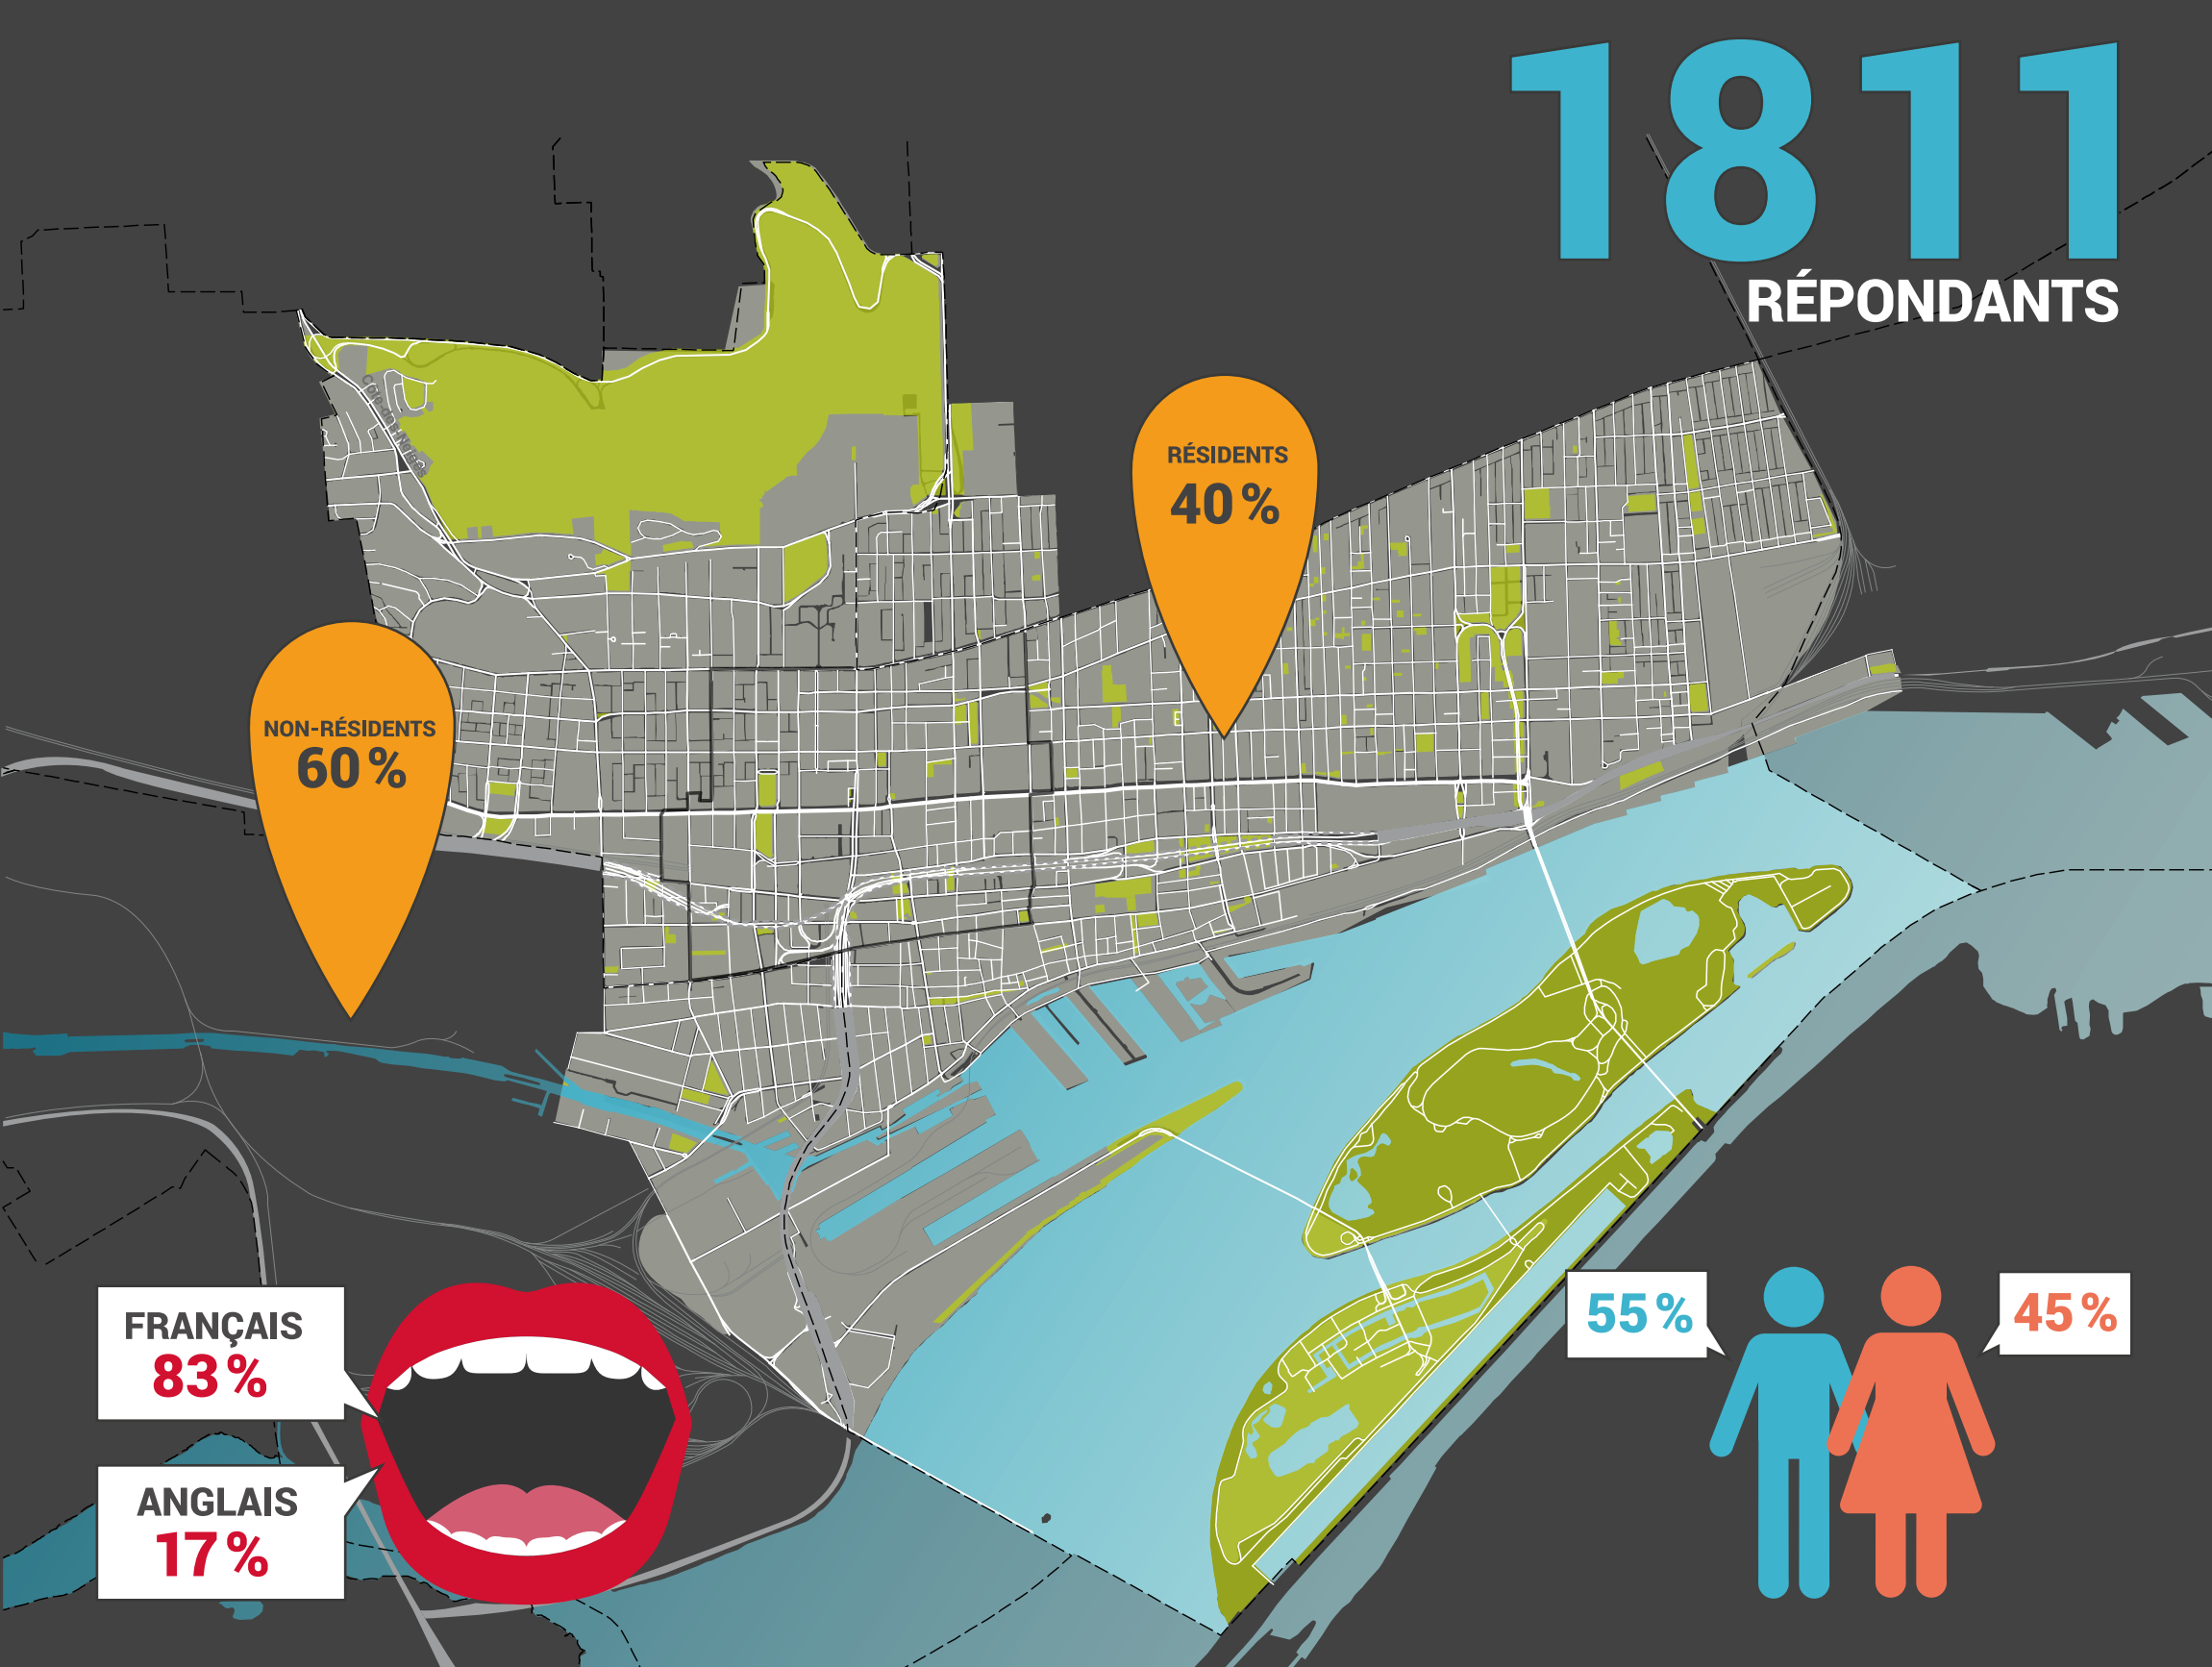 1811
RÉPONDANTS
RÉSIDENTS
40 %
NON-RÉSIDENTS
60 %
FRANÇAIS
83 %
ANGLAIS
17 %
55 %
45 %